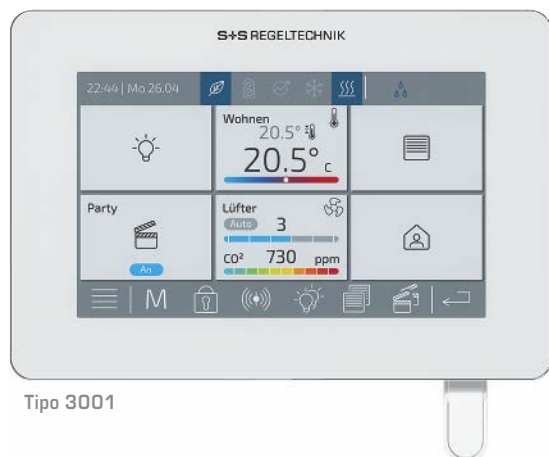 S+S REGELTECHNIK
22:44 | Mo 26.04
Wohnen
20.5°
20.5° c
Party
An
Lüfter
Auto 3
CO² 730 ppm
M
Tipo 3001